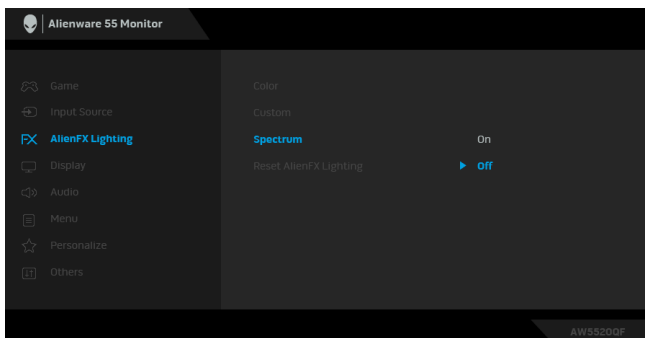 Alienware 55 Monitor
Game
Color
Input Source
Custom
FX AlienFX Lighting
Spectrum
On
Display
Reset AlienFX Lighting
Off
Audio
Menu
Personalize
Others
AW5520QF